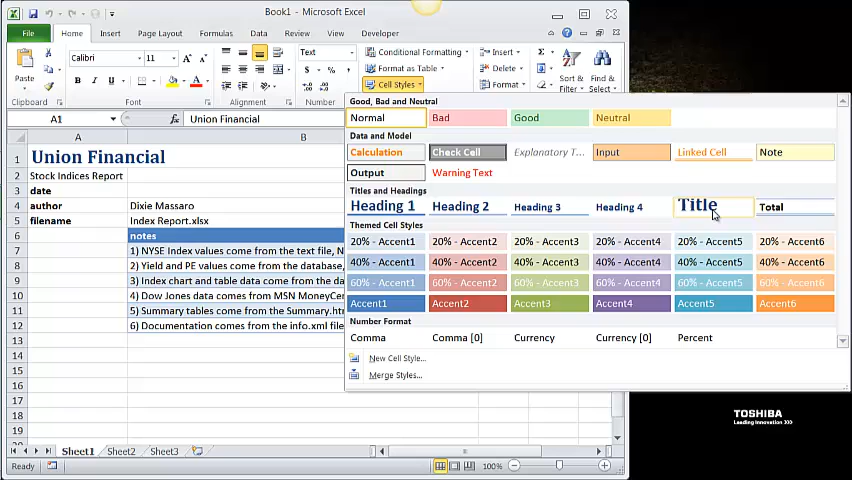 Book1 - Microsoft Excel
File Home Insert Page Layout Formulas Data Review View Developer
Paste
Clipboard
Calibri 11
B I U
Font
Alignment
Text
$ % ,
Number
Conditional Formatting
Format as Table
Cell Styles
Insert
Delete
Format
Σ
Sort & Filter
Find & Select
A1 fx Union Financial
A B
1 Union Financial
2 Stock Indices Report
3 date
4 author Dixie Massaro
5 filename Index Report.xlsx
6 notes
7 1) NYSE Index values come from the text file, N
8 2) Yield and PE values come from the database,
9 3) Index chart and table data come from the
10 4) Dow Jones data comes from MSN MoneyCen
11 5) Summary tables come from the Summary.htm
12 6) Documentation comes from the info.xml file
13
14
15
16
17
18
19
Good, Bad and Neutral
Normal Bad Good Neutral
Data and Model
Calculation Check Cell Explanatory T... Input Linked Cell Note
Output Warning Text
Titles and Headings
Heading 1 Heading 2 Heading 3 Heading 4 Title Total
Themed Cell Styles
20% - Accent1 20% - Accent2 20% - Accent3 20% - Accent4 20% - Accent5 20% - Accent6
40% - Accent1 40% - Accent2 40% - Accent3 40% - Accent4 40% - Accent5 40% - Accent6
60% - Accent1 60% - Accent2 60% - Accent3 60% - Accent4 60% - Accent5 60% - Accent6
Accent1 Accent2 Accent3 Accent4 Accent5 Accent6
Number Format
Comma Comma [0] Currency Currency [0] Percent
New Cell Style...
Merge Styles...
TOSHIBA
Leading Innovation >>>
Sheet1 Sheet2 Sheet3
Ready 100%